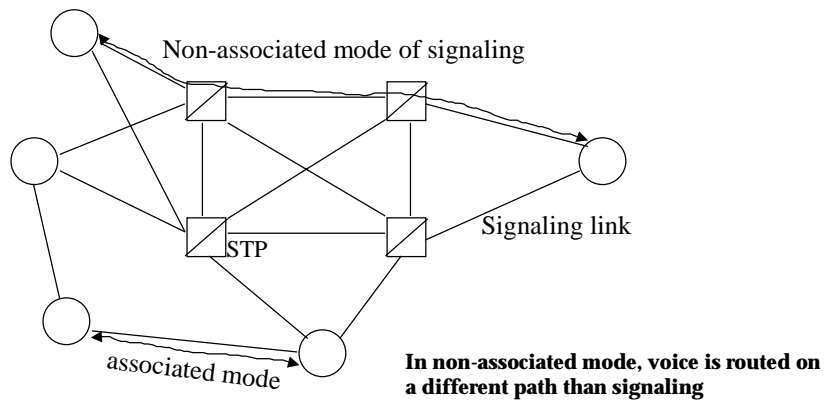 Non-associated mode of signaling
Signaling link
STP
associated mode
In non-associated mode, voice is routed on
a different path than signaling